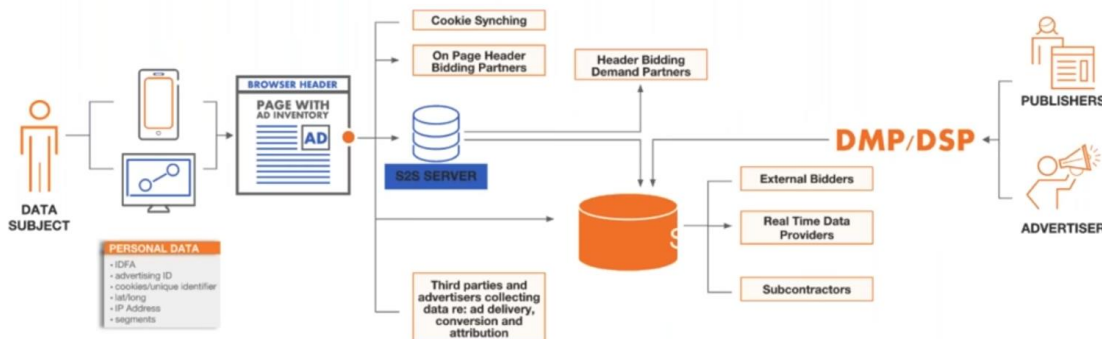 DATA
SUBJECT
PERSONAL DATA
- IDFA
- advertising ID
- cookies/unique identifier
- lat/long
- IP Address
- segments
BROWSER HEADER
PAGE WITH
AD INVENTORY
AD
Cookie Synching
On Page Header
Bidding Partners
S2S SERVER
Third parties and
advertisers collecting
data re: ad delivery,
conversion and
attribution
Header Bidding
Demand Partners
S
External Bidders
Real Time Data
Providers
Subcontractors
DMP/DSP
PUBLISHERS
ADVERTISER